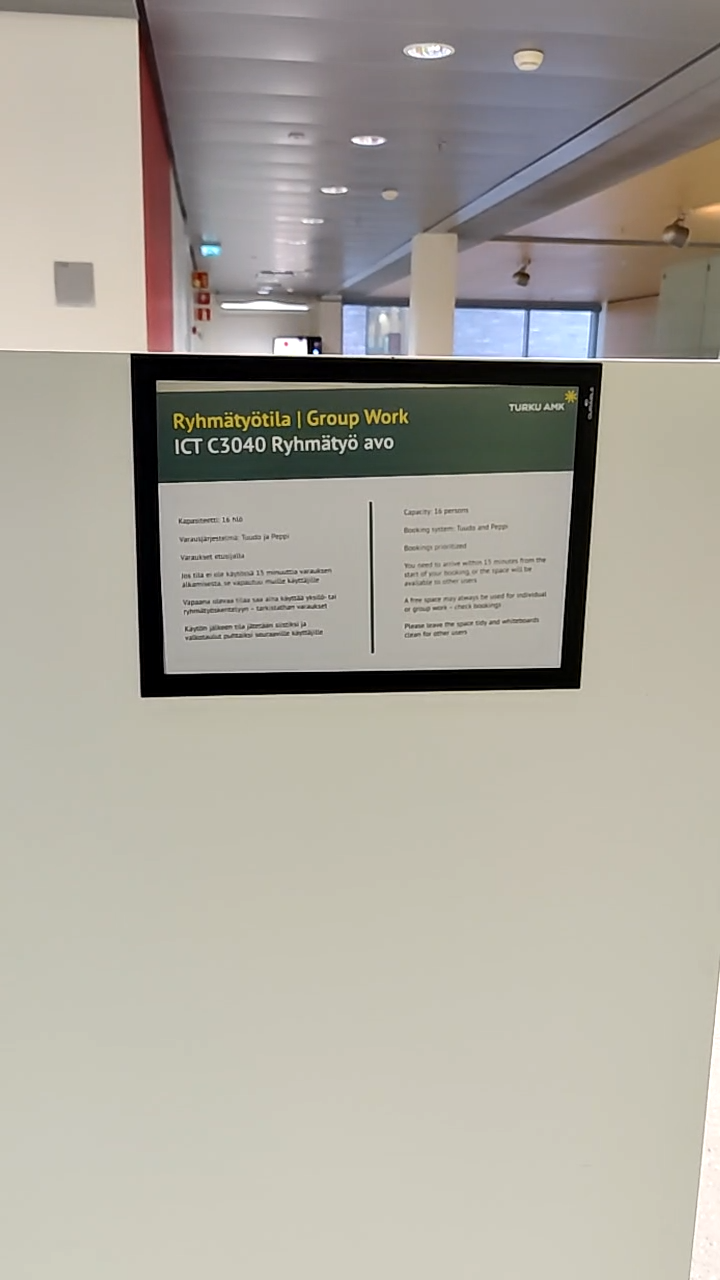 Ryhmätyötila | Group Work
ICT C3040 Ryhmätyö avo
TURKU AMK
Kapasiteetti: 16 hlö
Varausjärjestelmä: Tuudo ja Peppi
Varaukset etusijalla
Jos tila ei ole käytössä 15 minuuttia varauksen
alkamisesta, se vapautuu muille käyttäjille
Vapaana olevaa tilaa saa aina käyttää yksilö- tai
ryhmätyöskentelyyn – tarkistathan varaukset
Käytön jälkeen tila jätetään siistiksi ja
valkotaulut puhtaiksi seuraaville käyttäjille
Capacity: 16 persons
Booking system: Tuudo and Peppi
Bookings prioritized
You need to arrive within 15 minutes from the
start of your booking, or the space will be
available to other users
A free space may always be used for individual
or group work – check bookings
Please leave the space tidy and whiteboards
clean for other users
DURABLE